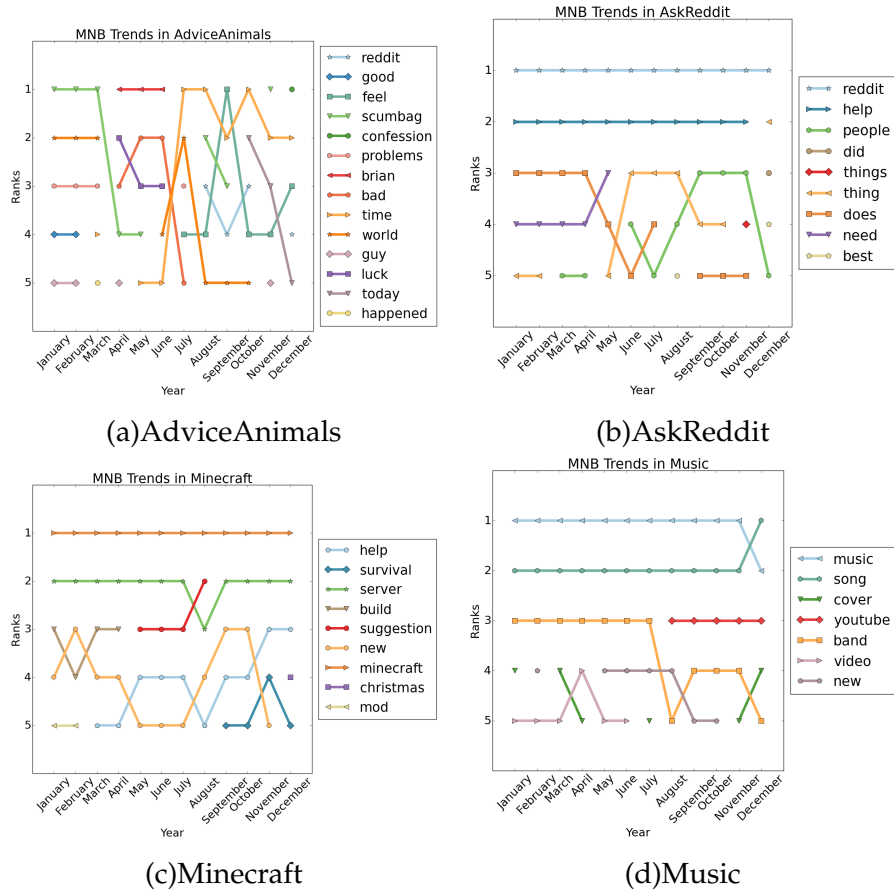 MNB Trends in AdviceAnimals
Ranks
1
2
3
4
5
January
February
March
April
May
June
July
August
September
October
November
December
Year
reddit
good
feel
scumbag
confession
problems
brian
bad
time
world
guy
luck
today
happened
(a)AdviceAnimals
MNB Trends in AskReddit
Ranks
1
2
3
4
5
January
February
March
April
May
June
July
August
September
October
November
December
Year
reddit
help
people
did
things
thing
does
need
best
(b)AskReddit
MNB Trends in Minecraft
Ranks
1
2
3
4
5
January
February
March
April
May
June
July
August
September
October
November
December
Year
help
survival
server
build
suggestion
new
minecraft
christmas
mod
(c)Minecraft
MNB Trends in Music
Ranks
1
2
3
4
5
January
February
March
April
May
June
July
August
September
October
November
December
Year
music
song
cover
youtube
band
video
new
(d)Music